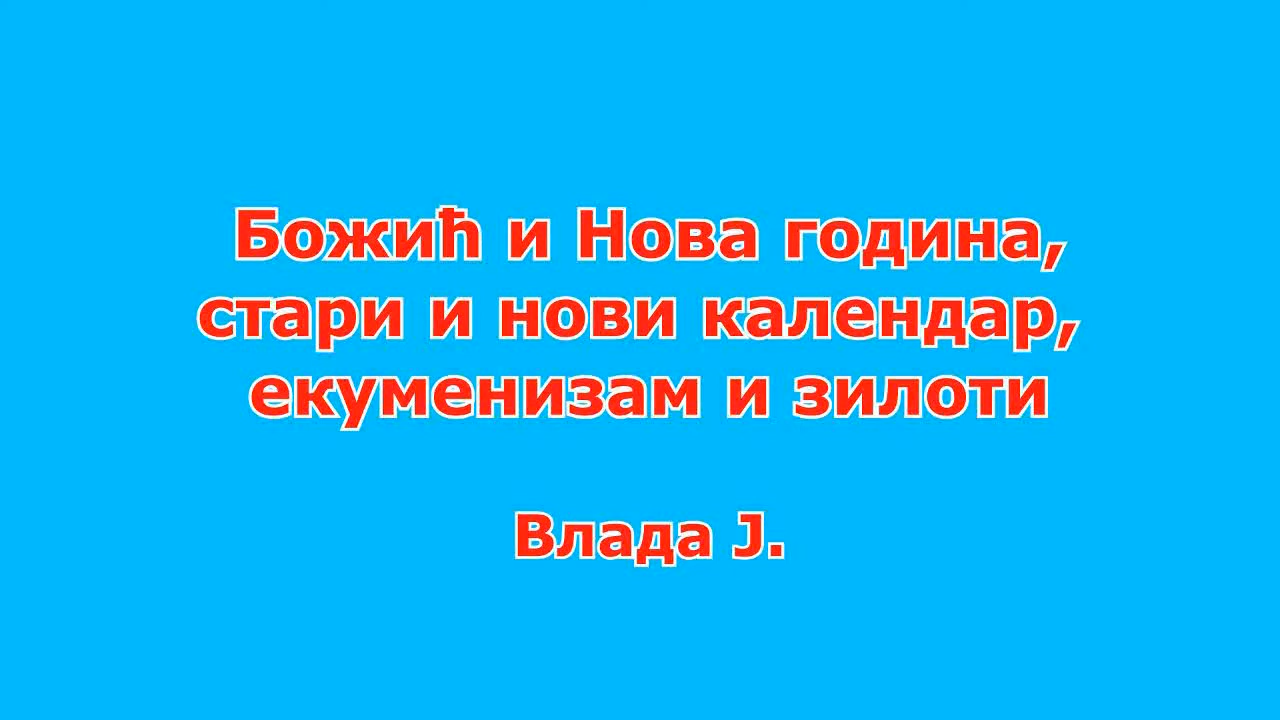 Божић и Нова година,
стари и нови календар,
екуменизам и зилоти
Влада Ј.